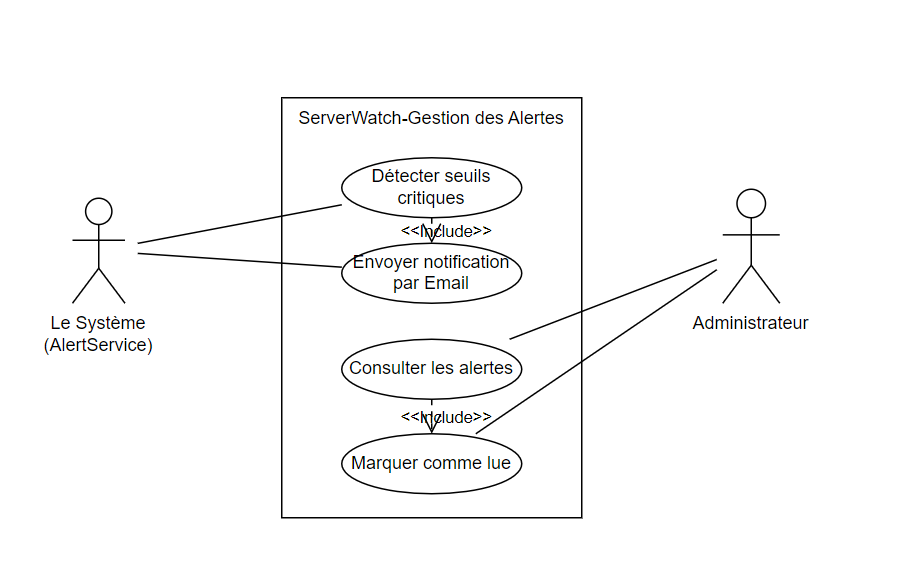 ServerWatch-Gestion des Alertes
Détecter seuils
critiques
<<Include>>
Envoyer notification
par Email
Le Système
(AlertService)
Administrateur
Consulter les alertes
<<Include>>
Marquer comme lue